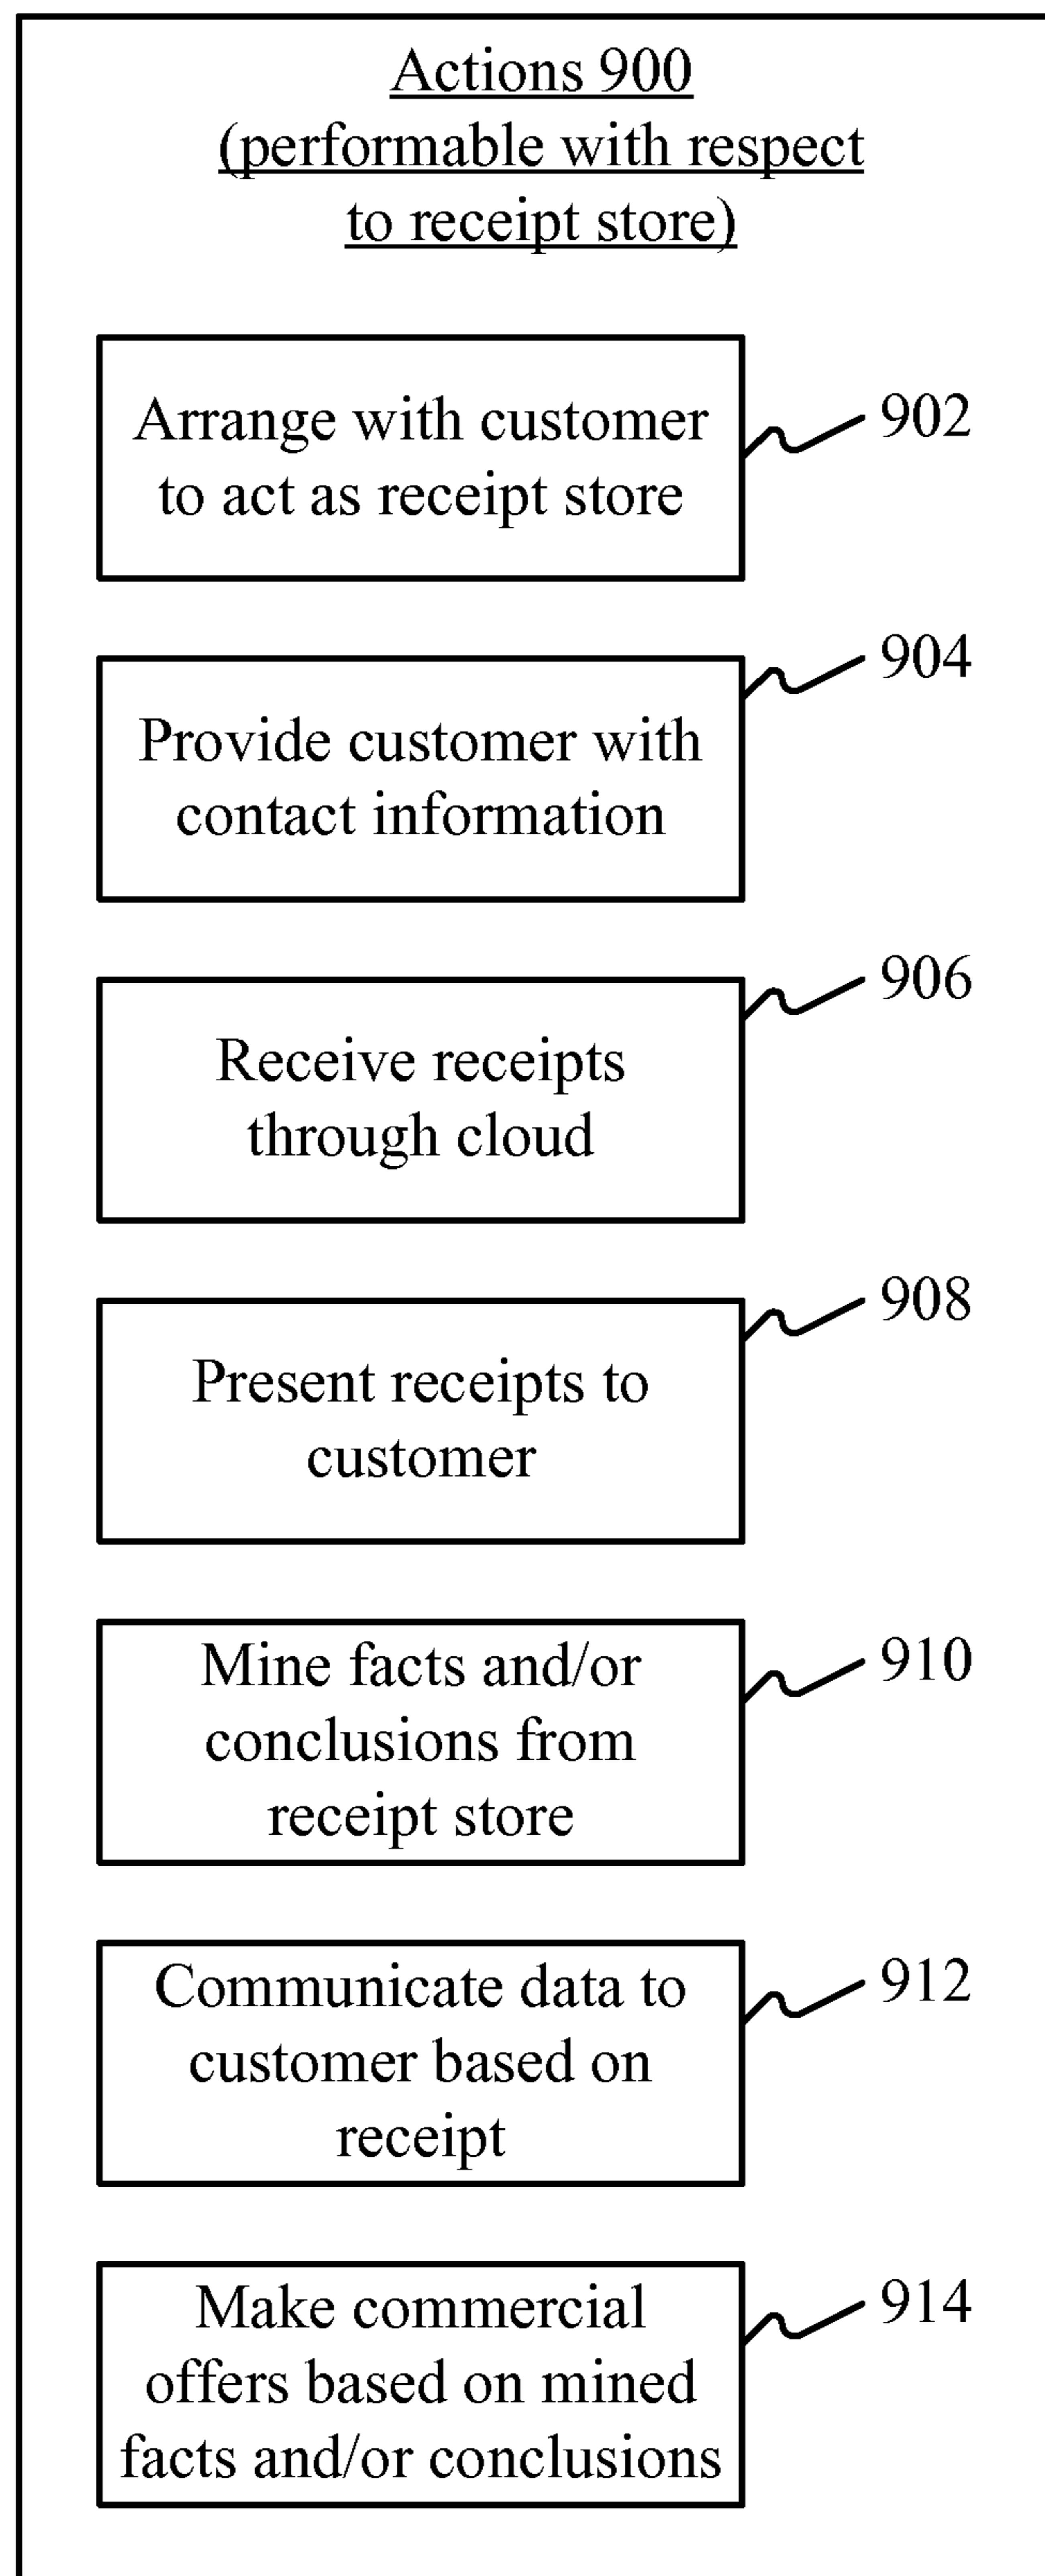 Actions 900
(performable with respect
to receipt store)
Arrange with customer
to act as receipt store
902
Provide customer with
contact information
904
Receive receipts
through cloud
906
Present receipts to
customer
908
Mine facts and/or
conclusions from
receipt store
910
Communicate data to
customer based on
receipt
912
Make commercial
offers based on mined
facts and/or conclusions
914